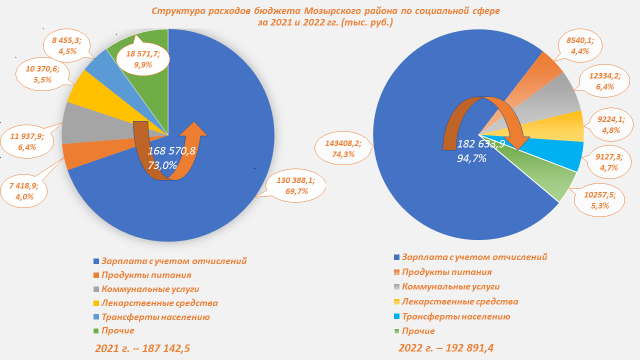 Структура расходов бюджета Мозырского района по социальной сфере
за 2021 и 2022 гг. (тыс. руб.)
8 455,3;
4,5%
18 571,7;
9,9%
10 370,6;
5,5%
11 937,9;
6,4%
7 418,9;
4,0%
168 570,8
73,0%
130 388,1;
69,7%
8540,1;
4,4%
12334,2;
6,4%
9224,1;
4,8%
9127,3;
4,7%
10257,5;
5,3%
143408,2;
74,3%
182 633,9
94,7%
Зарплата с учетом отчислений
Продукты питания
Коммунальные услуги
Лекарственные средства
Трансферты населению
Прочие
2021 г. – 187 142,5
Зарплата с учетом отчислений
Продукты питания
Коммунальные услуги
Лекарственные средства
Трансферты населению
Прочие
2022 г. – 192 891,4